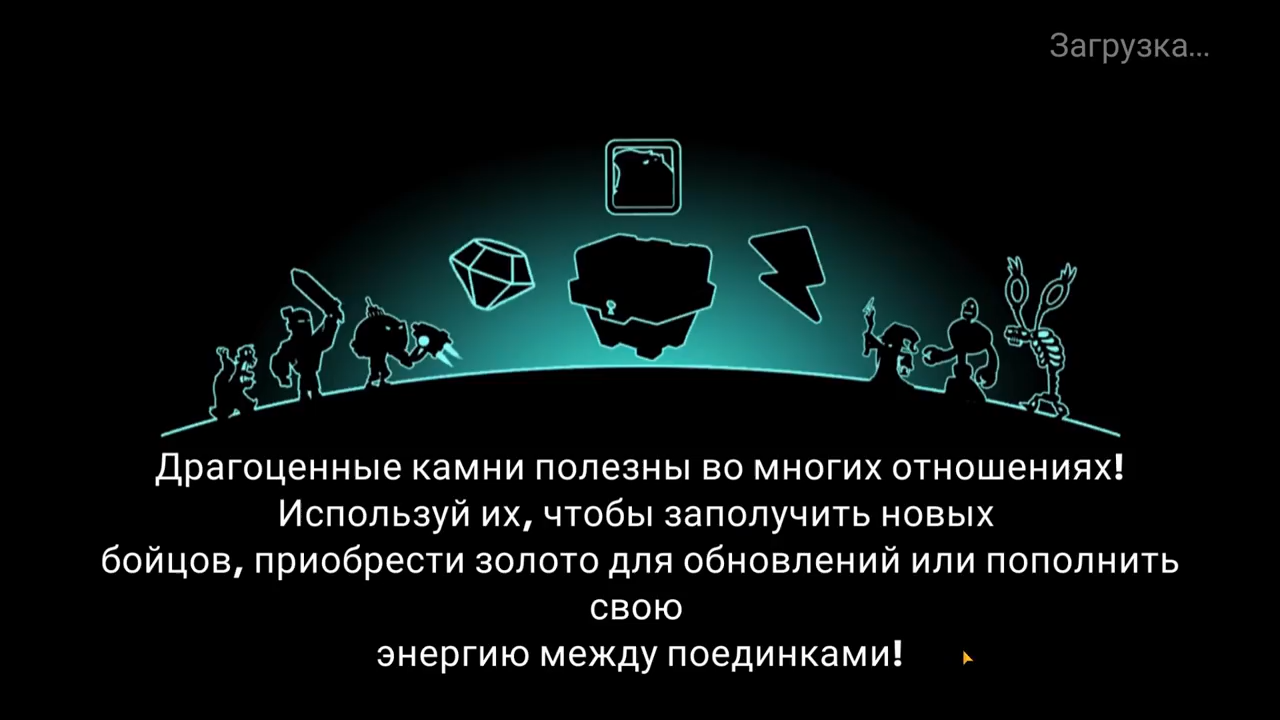 Загрузка...
Драгоценные камни полезны во многих отношениях!
Используй их, чтобы заполучить новых
бойцов, приобрести золото для обновлений или пополнить
свою
энергию между поединками!